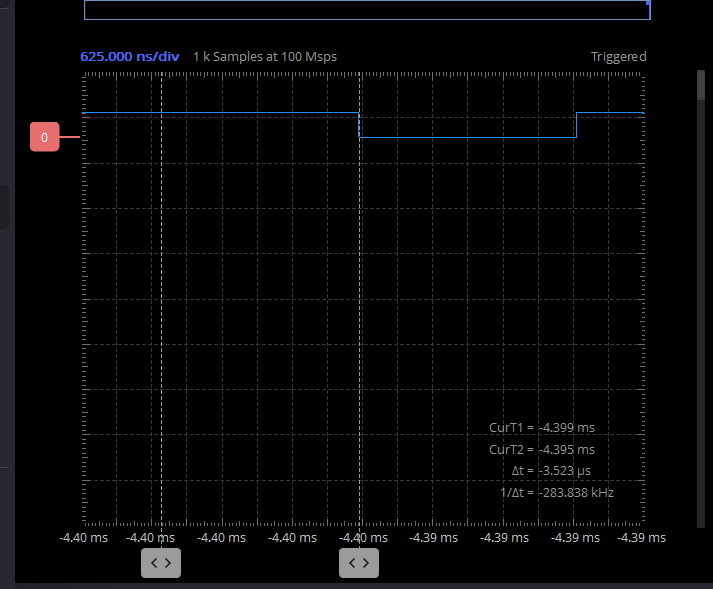 625.000 ns/div 1 k Samples at 100 Msps Triggered
0
CurT1 = -4.399 ms
CurT2 = -4.395 ms
Δt = -3.523 µs
1/Δt = -283.838 kHz
-4.40 ms -4.40 ms -4.40 ms -4.40 ms -4.40 ms -4.39 ms -4.39 ms -4.39 ms -4.39 ms